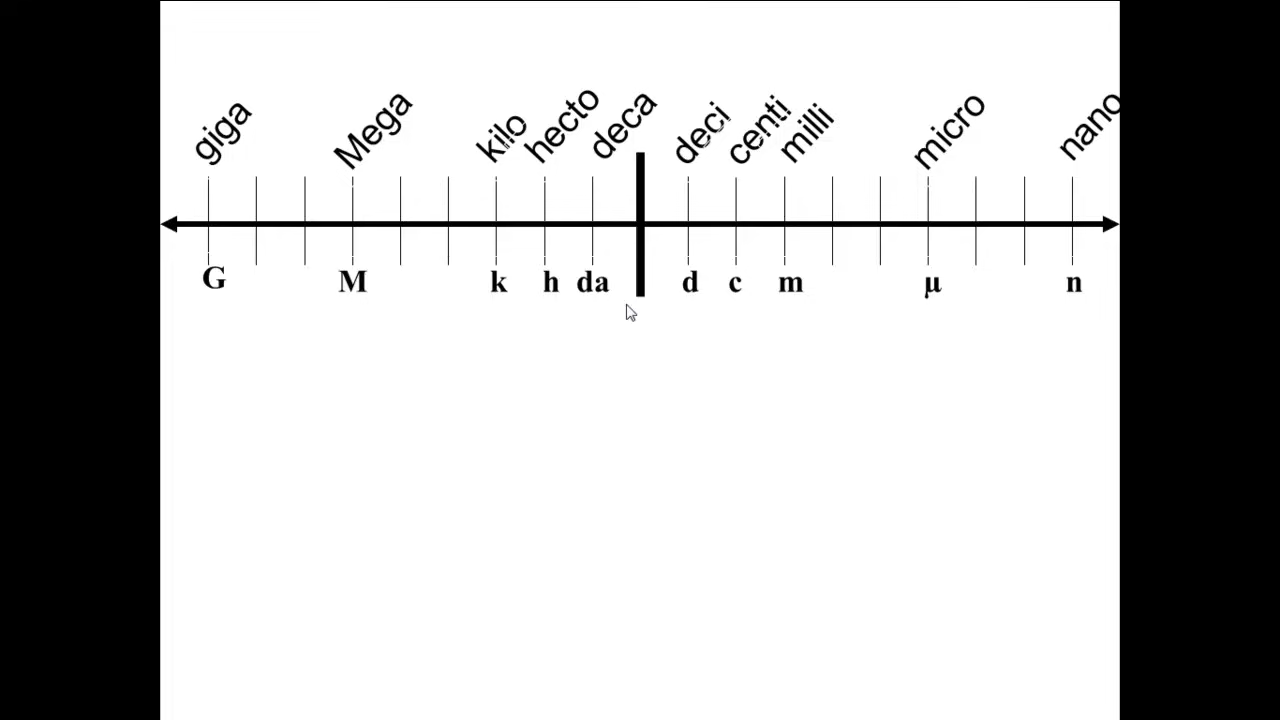 giga Mega kilo hecto deca deci centi milli micro nano
G M k h da d c m μ n